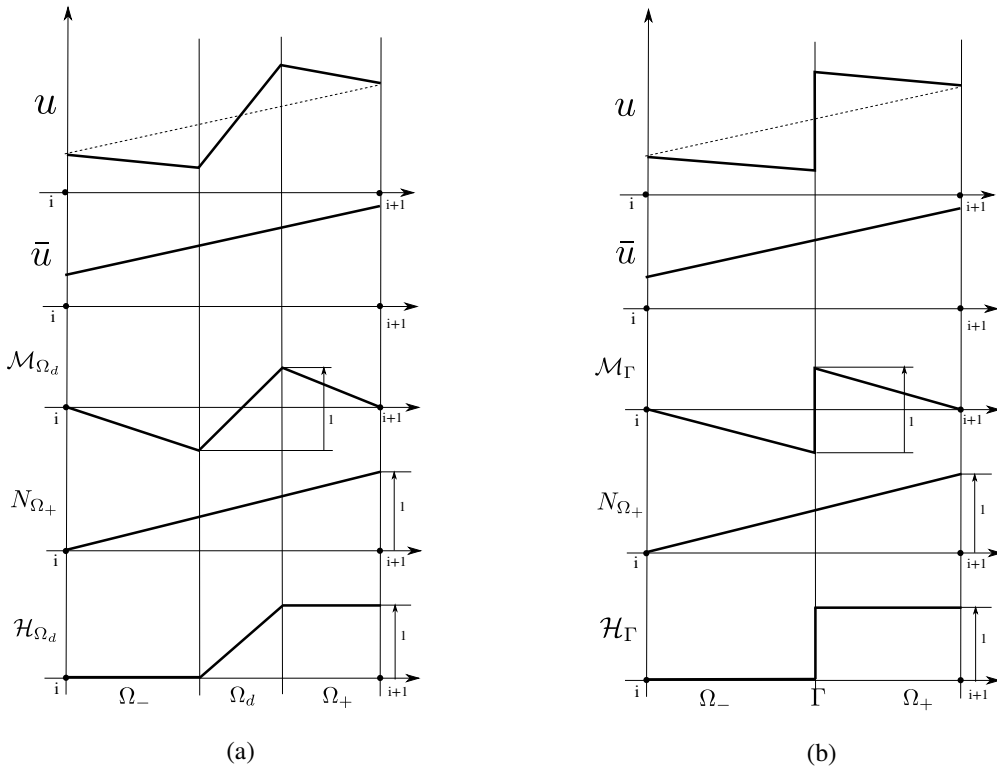 u
i
i+1
ū
i
i+1
𝓜_{Ω_d}
i
i+1
1
N_{Ω_+}
i
i+1
1
𝓗_{Ω_d}
i
i+1
1
Ω_−
Ω_d
Ω_+
(a)
u
i
i+1
ū
i
i+1
𝓜_Γ
i
i+1
1
N_{Ω_+}
i
i+1
1
𝓗_Γ
i
i+1
1
Ω_−
Γ
Ω_+
(b)